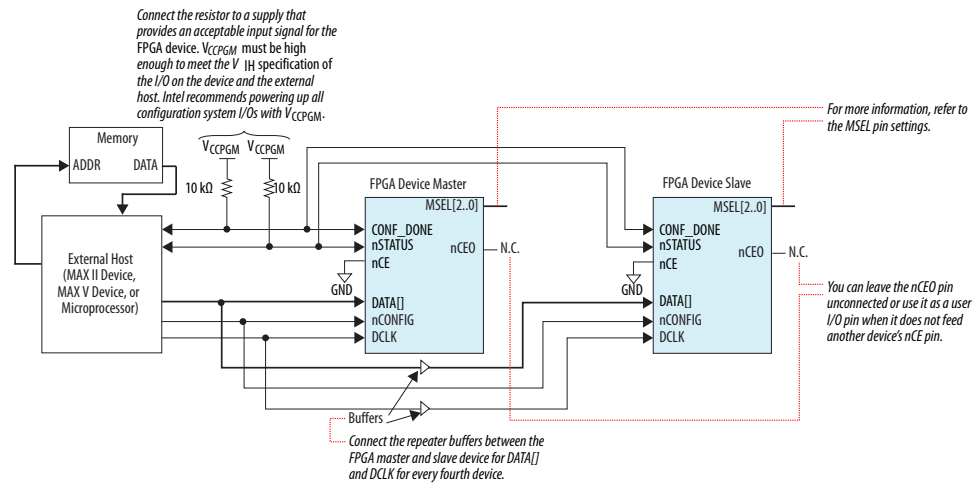 Connect the resistor to a supply that
provides an acceptable input signal for the
FPGA device. VCCPGM must be high
enough to meet the V IH specification of
the I/O on the device and the external
host. Intel recommends powering up all
configuration system I/Os with VCCPGM.
For more information, refer to
the MSEL pin settings.
Memory
ADDR DATA
VCCPGM VCCPGM
10 kΩ 10 kΩ
FPGA Device Master
MSEL[2..0]
CONF_DONE
nSTATUS
nCE
nCEO N.C.
GND
DATA[]
nCONFIG
DCLK
FPGA Device Slave
MSEL[2..0]
CONF_DONE
nSTATUS
nCE
nCEO N.C.
GND
DATA[]
nCONFIG
DCLK
External Host
(MAX II Device,
MAX V Device, or
Microprocessor)
You can leave the nCEO pin
unconnected or use it as a user
I/O pin when it does not feed
another device's nCE pin.
Buffers
Connect the repeater buffers between the
FPGA master and slave device for DATA[]
and DCLK for every fourth device.